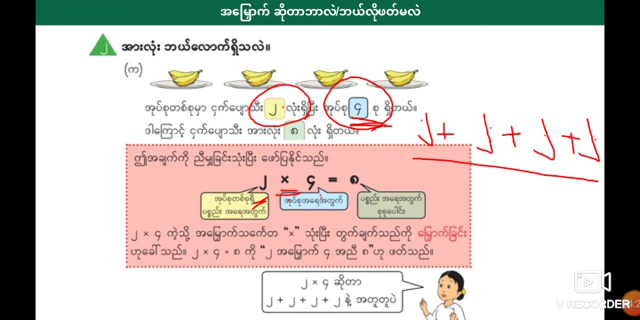 အမြှောက် ဆိုတာဘာလဲ/ဘယ်လိုဖတ်မလဲ
၂ အားလုံး ဘယ်လောက်ရှိသလဲ။
(က)
အုပ်စုတစ်စုမှာ ငှက်ပျောသီး ၂ လုံးရှိပြီး အုပ်စု ၄ စု ရှိတယ်။
ဒါကြောင့် ငှက်ပျောသီး အားလုံး ၈ လုံး ရှိတယ်။
၂ + ၂ + ၂ + ၂
ဤအချက်ကို ညီမျှခြင်းသုံးပြီး ဖော်ပြနိုင်သည်။
၂ × ၄ = ၈
အုပ်စုတစ်စုရှိ ပစ္စည်း အရေအတွက်
အုပ်စုအရေအတွက်
ပစ္စည်းအရေအတွက် စုစုပေါင်း
၂ × ၄ ကဲ့သို့ အမြှောက်သင်္ကေတ “×” သုံးပြီး တွက်ချက်သည်ကို မြှောက်ခြင်း
ဟုခေါ်သည်။ ၂ × ၄ = ၈ ကို “၂ အမြှောက် ၄ အညီ ၈”ဟု ဖတ်သည်။
၂ × ၄ ဆိုတာ
၂ + ၂ + ၂ + ၂ နဲ့ အတူတူပဲ